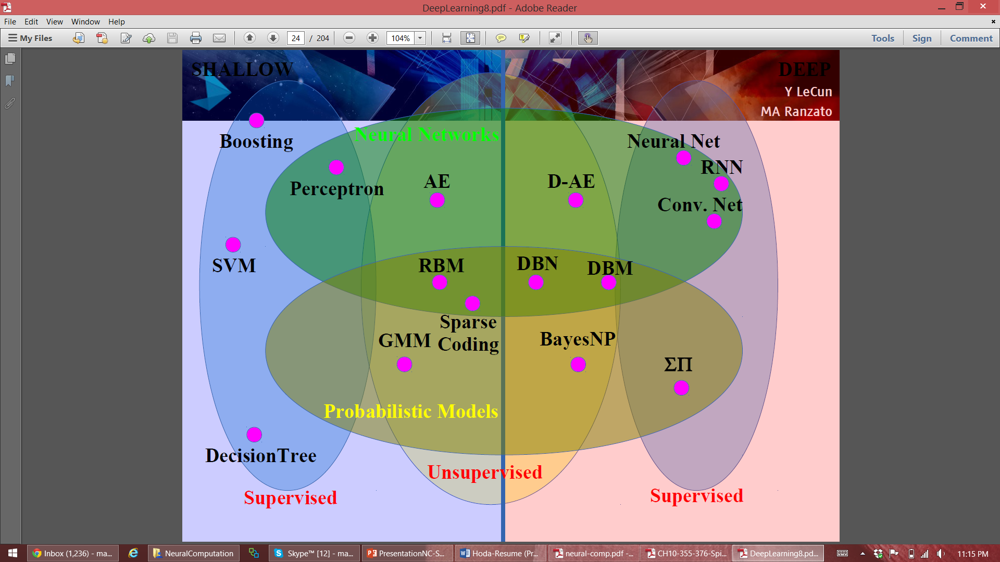 DeepLearning8.pdf - Adobe Reader
File Edit View Window Help
My Files 24 / 204 104% Tools Sign Comment
SHALLOW
DEEP
Y LeCun
MA Ranzato
Neural Networks
Boosting
Neural Net
RNN
Perceptron
AE
D-AE
Conv. Net
SVM
RBM
DBN
DBM
Sparse
Coding
GMM
BayesNP
ΣΠ
Probabilistic Models
DecisionTree
Unsupervised
Supervised
Supervised
Inbox (1,236) - ma... NeuralComputation Skype™ [12] - ma... PresentationNC-S... Hoda-Resume (Pr... neural-comp.pdf -... CH10-355-376-Spi... DeepLearning8.pd... 11:15 PM